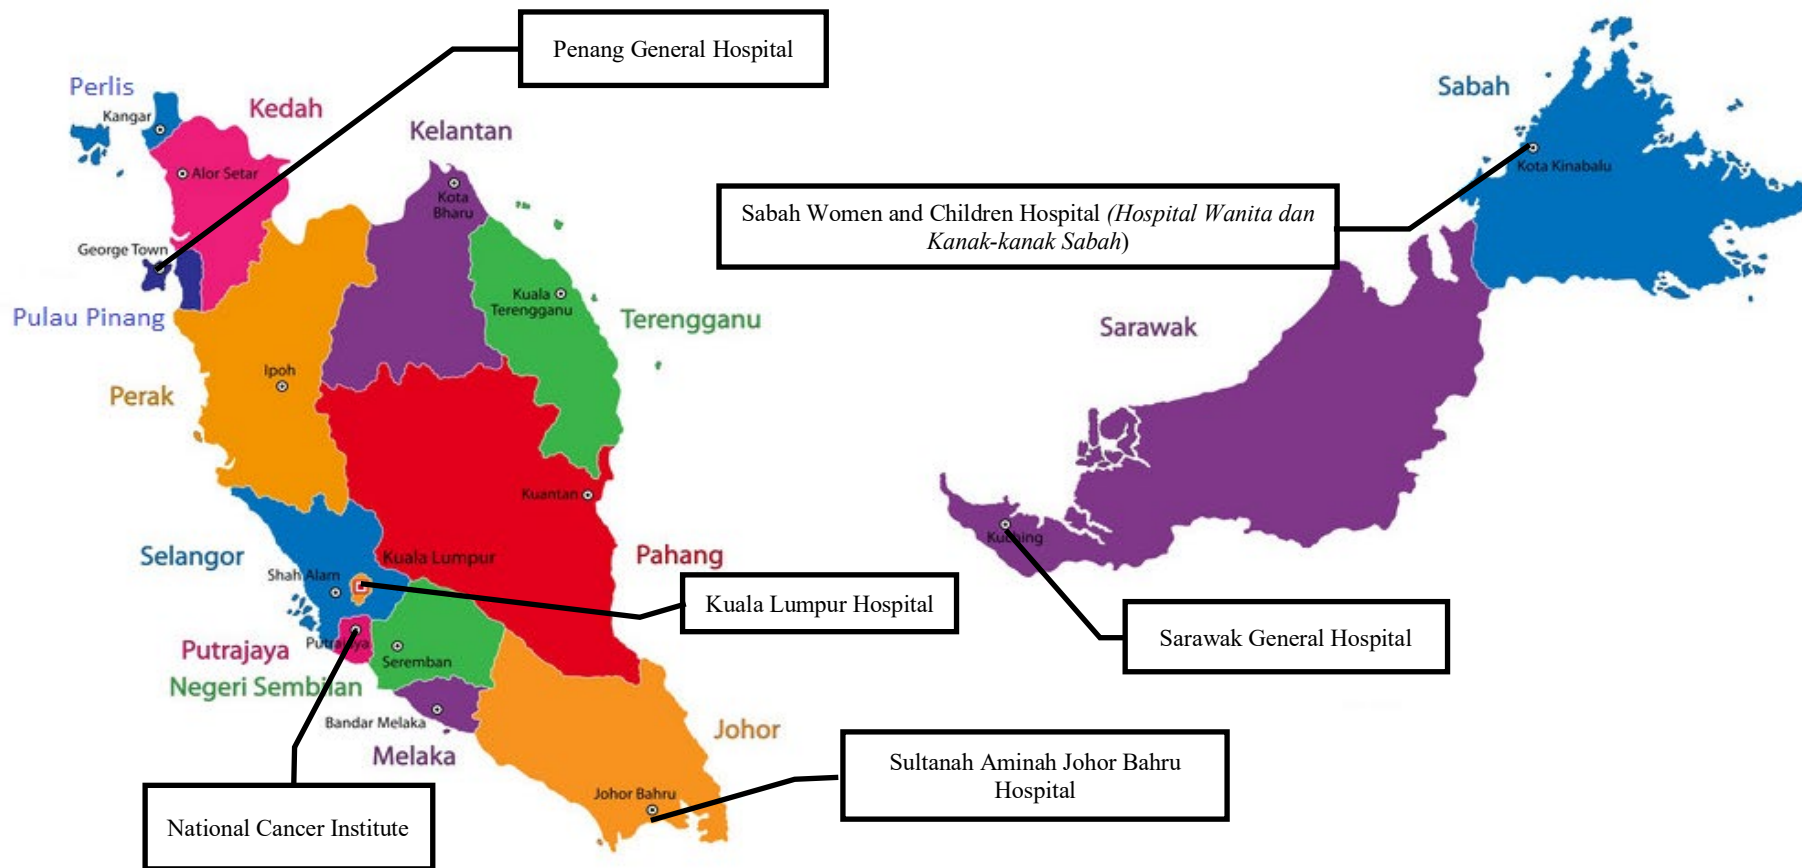 Penang General Hospital
Perlis
Kangar
Kedah
Kelantan
Sabah
Alor Setar
Kota
Bharu
Kota Kinabalu
Sabah Women and Children Hospital (Hospital Wanita dan
Kanak-kanak Sabah)
George Town
Pulau Pinang
Kuala
Terengganu
Terengganu
Sarawak
Ipoh
Perak
Kuantan
Kuching
Selangor
Kuala Lumpur
Pahang
Shah Alam
Kuala Lumpur Hospital
Sarawak General Hospital
Putrajaya
Putrajaya
Seremban
Negeri Sembilan
Bandar Melaka
Melaka
Johor
Sultanah Aminah Johor Bahru
Hospital
Johor Bahru
National Cancer Institute